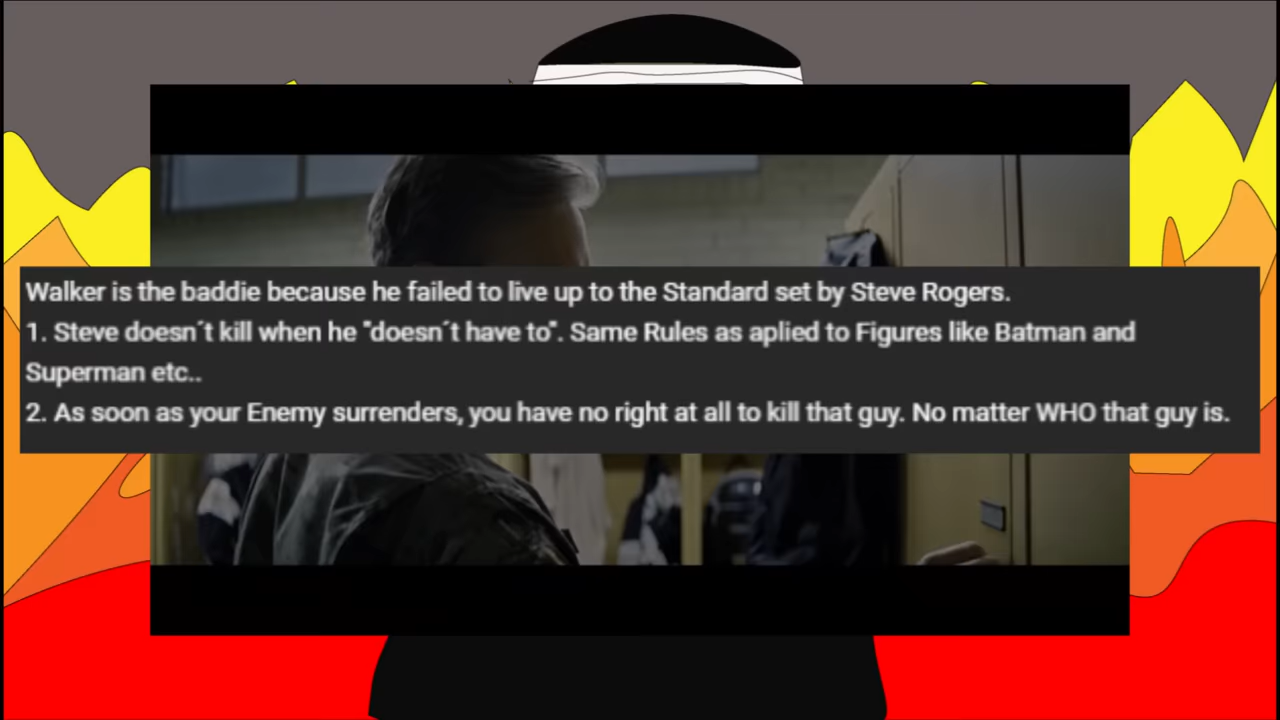 Walker is the baddie because he failed to live up to the Standard set by Steve Rogers.
1. Steve doesn´t kill when he "doesn´t have to". Same Rules as aplied to Figures like Batman and
Superman etc..
2. As soon as your Enemy surrenders, you have no right at all to kill that guy. No matter WHO that guy is.